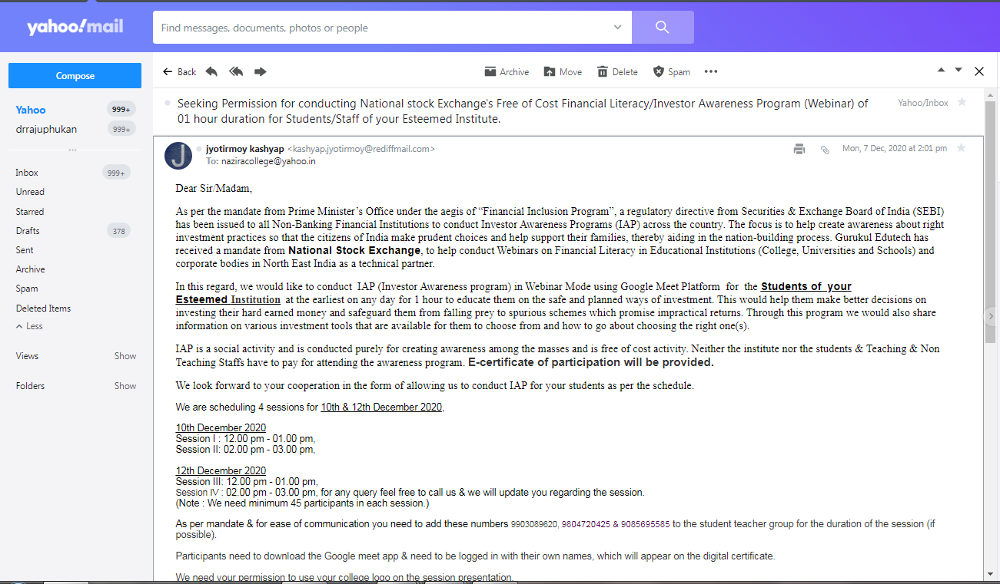 yahoo!mail
Find messages, documents, photos or people
Compose
Back
Archive
Move
Delete
Spam
Yahoo 999+
drrajuphukan 999+
Inbox 999+
Unread
Starred
Drafts 378
Sent
Archive
Spam
Deleted Items
Less
Views Show
Folders Show
Seeking Permission for conducting National stock Exchange's Free of Cost Financial Literacy/Investor Awareness Program (Webinar) of
01 hour duration for Students/Staff of your Esteemed Institute.
Yahoo/Inbox
J
jyotirmoy kashyap <kashyap.jyotirmoy@rediffmail.com>
To: naziracollege@yahoo.in
Mon, 7 Dec, 2020 at 2:01 pm
Dear Sir/Madam,
As per the mandate from Prime Minister's Office under the aegis of “Financial Inclusion Program”, a regulatory directive from Securities & Exchange Board of India (SEBI)
has been issued to all Non-Banking Financial Institutions to conduct Investor Awareness Programs (IAP) across the country. The focus is to help create awareness about right
investment practices so that the citizens of India make prudent choices and help support their families, thereby aiding in the nation-building process. Gurukul Edutech has
received a mandate from National Stock Exchange, to help conduct Webinars on Financial Literacy in Educational Institutions (College, Universities and Schools) and
corporate bodies in North East India as a technical partner.
In this regard, we would like to conduct IAP (Investor Awareness program) in Webinar Mode using Google Meet Platform for the Students of your
Esteemed Institution at the earliest on any day for 1 hour to educate them on the safe and planned ways of investment. This would help them make better decisions on
investing their hard earned money and safeguard them from falling prey to spurious schemes which promise impractical returns. Through this program we would also share
information on various investment tools that are available for them to choose from and how to go about choosing the right one(s).
IAP is a social activity and is conducted purely for creating awareness among the masses and is free of cost activity. Neither the institute nor the students & Teaching & Non
Teaching Staffs have to pay for attending the awareness program. E-certificate of participation will be provided.
We look forward to your cooperation in the form of allowing us to conduct IAP for your students as per the schedule.
We are scheduling 4 sessions for 10th & 12th December 2020,
10th December 2020
Session I : 12.00 pm - 01.00 pm,
Session II: 02.00 pm - 03.00 pm,
12th December 2020
Session III: 12.00 pm - 01.00 pm,
Session IV : 02.00 pm - 03.00 pm, for any query feel free to call us & we will update you regarding the session.
(Note : We need minimum 45 participants in each session.)
As per mandate & for ease of communication you need to add these numbers 9903089620, 9804720425 & 9085695585 to the student teacher group for the duration of the session (if
possible).
Participants need to download the Google meet app & need to be logged in with their own names, which will appear on the digital certificate.
We need your permission to use your college logo on the session presentation.